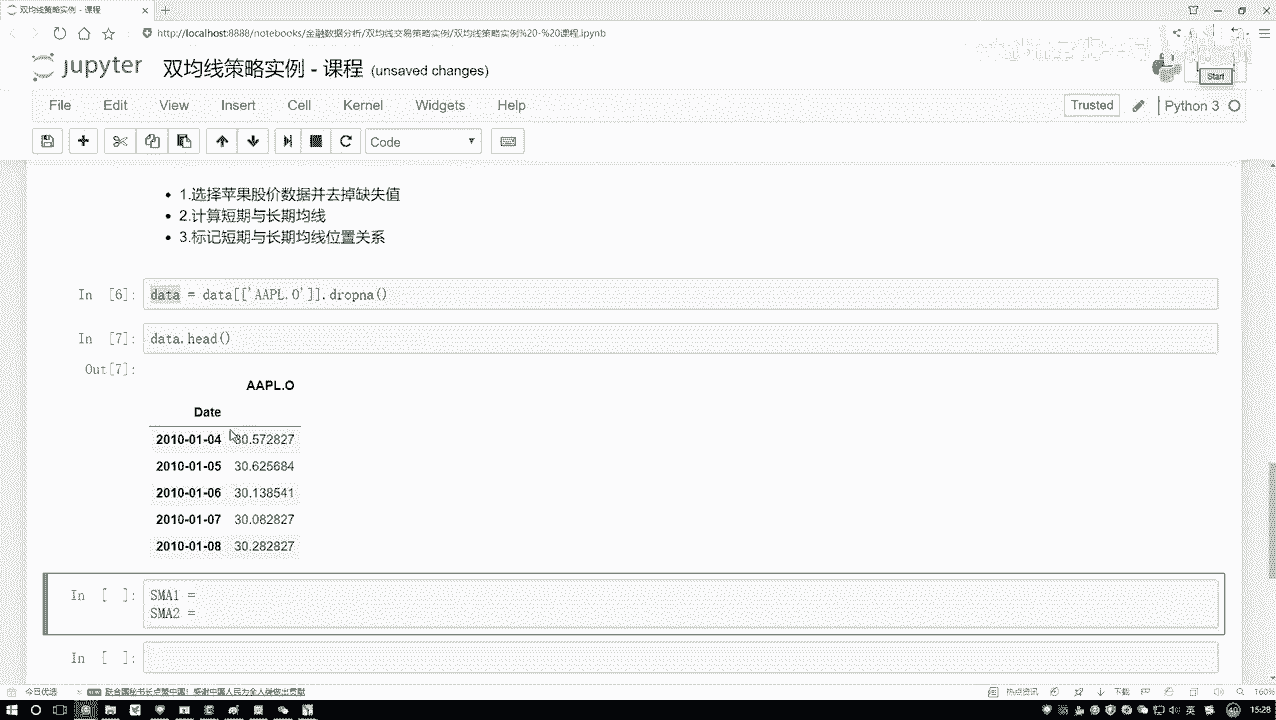 双均线策略实例 - 课程
http://localhost:8888/notebooks/金融数据分析/双均线交易策略实例/双均线策略实例%20-%20课程.ipynb
jupyter 双均线策略实例 - 课程 (unsaved changes)
Start
File Edit View Insert Cell Kernel Widgets Help
Trusted Python 3
Code
1.选择苹果股价数据并去掉缺失值
2.计算短期与长期均线
3.标记短期与长期均线位置关系
In [6]: data = data[['AAPL.O']].dropna()
In [7]: data.head()
Out[7]:
AAPL.O
Date
2010-01-04 30.572827
2010-01-05 30.625684
2010-01-06 30.138541
2010-01-07 30.082827
2010-01-08 30.282827
In [ ]: SMA1 =
SMA2 =
In [ ]:
今日优选
热点资讯 下载 160%
英 15:28